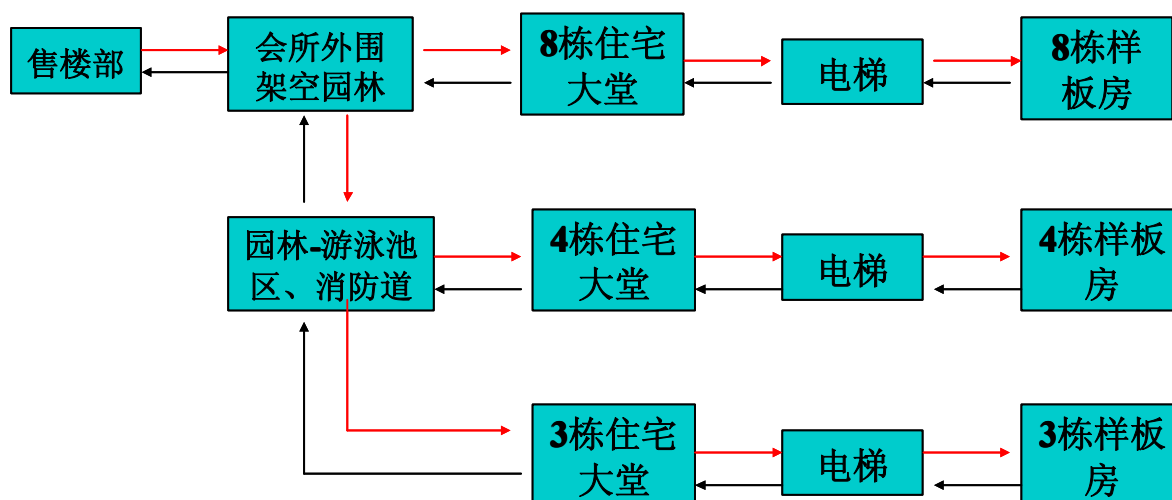 售楼部
会所外围
架空园林
8栋住宅
大堂
电梯
8栋样
板房
园林-游泳池
区、消防道
4栋住宅
大堂
电梯
4栋样板
房
3栋住宅
大堂
电梯
3栋样板
房